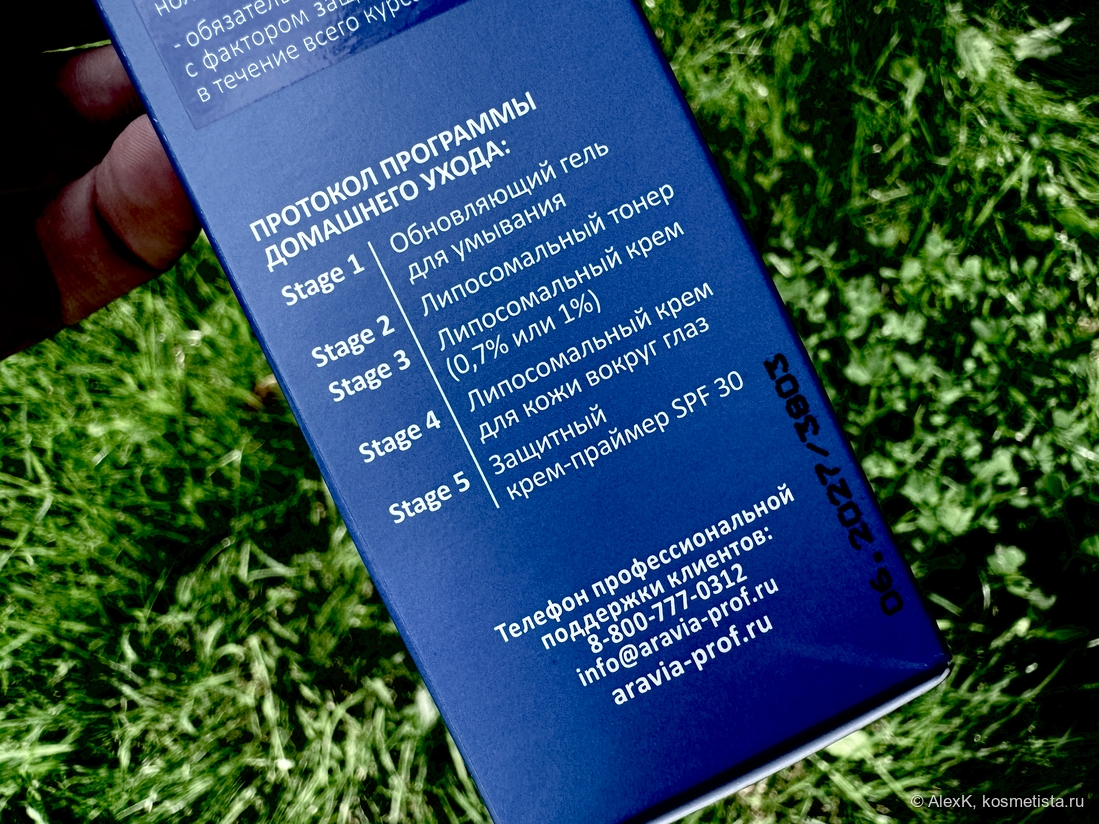 - обязатель
с фактором защ
в течение всего курс
ПРОТОКОЛ ПРОГРАММЫ
ДОМАШНЕГО УХОДА:
Stage 1
Обновляющий гель
для умывания
Stage 2
Липосомальный тонер
Stage 3
Липосомальный крем
(0,7% или 1%)
Stage 4
Липосомальный крем
для кожи вокруг глаз
Stage 5
Защитный
крем-праймер SPF 30
Телефон профессиональной
поддержки клиентов:
8-800-777-0312
info@aravia-prof.ru
aravia-prof.ru
06.2027/3803
© AlexK, kosmetista.ru